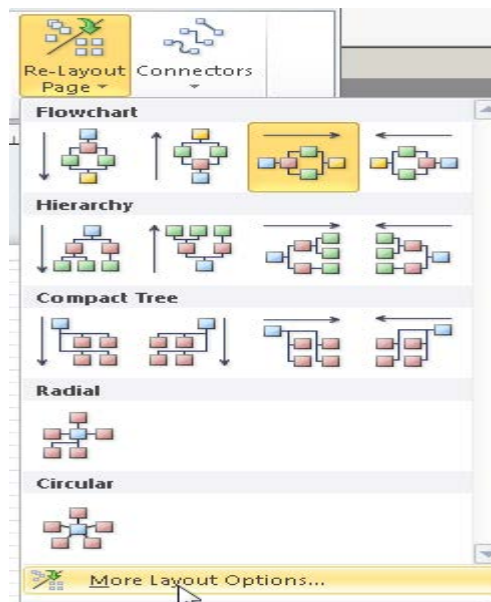 Re-Layout Connectors
Page
Flowchart
Hierarchy
Compact Tree
Radial
Circular
More Layout Options...